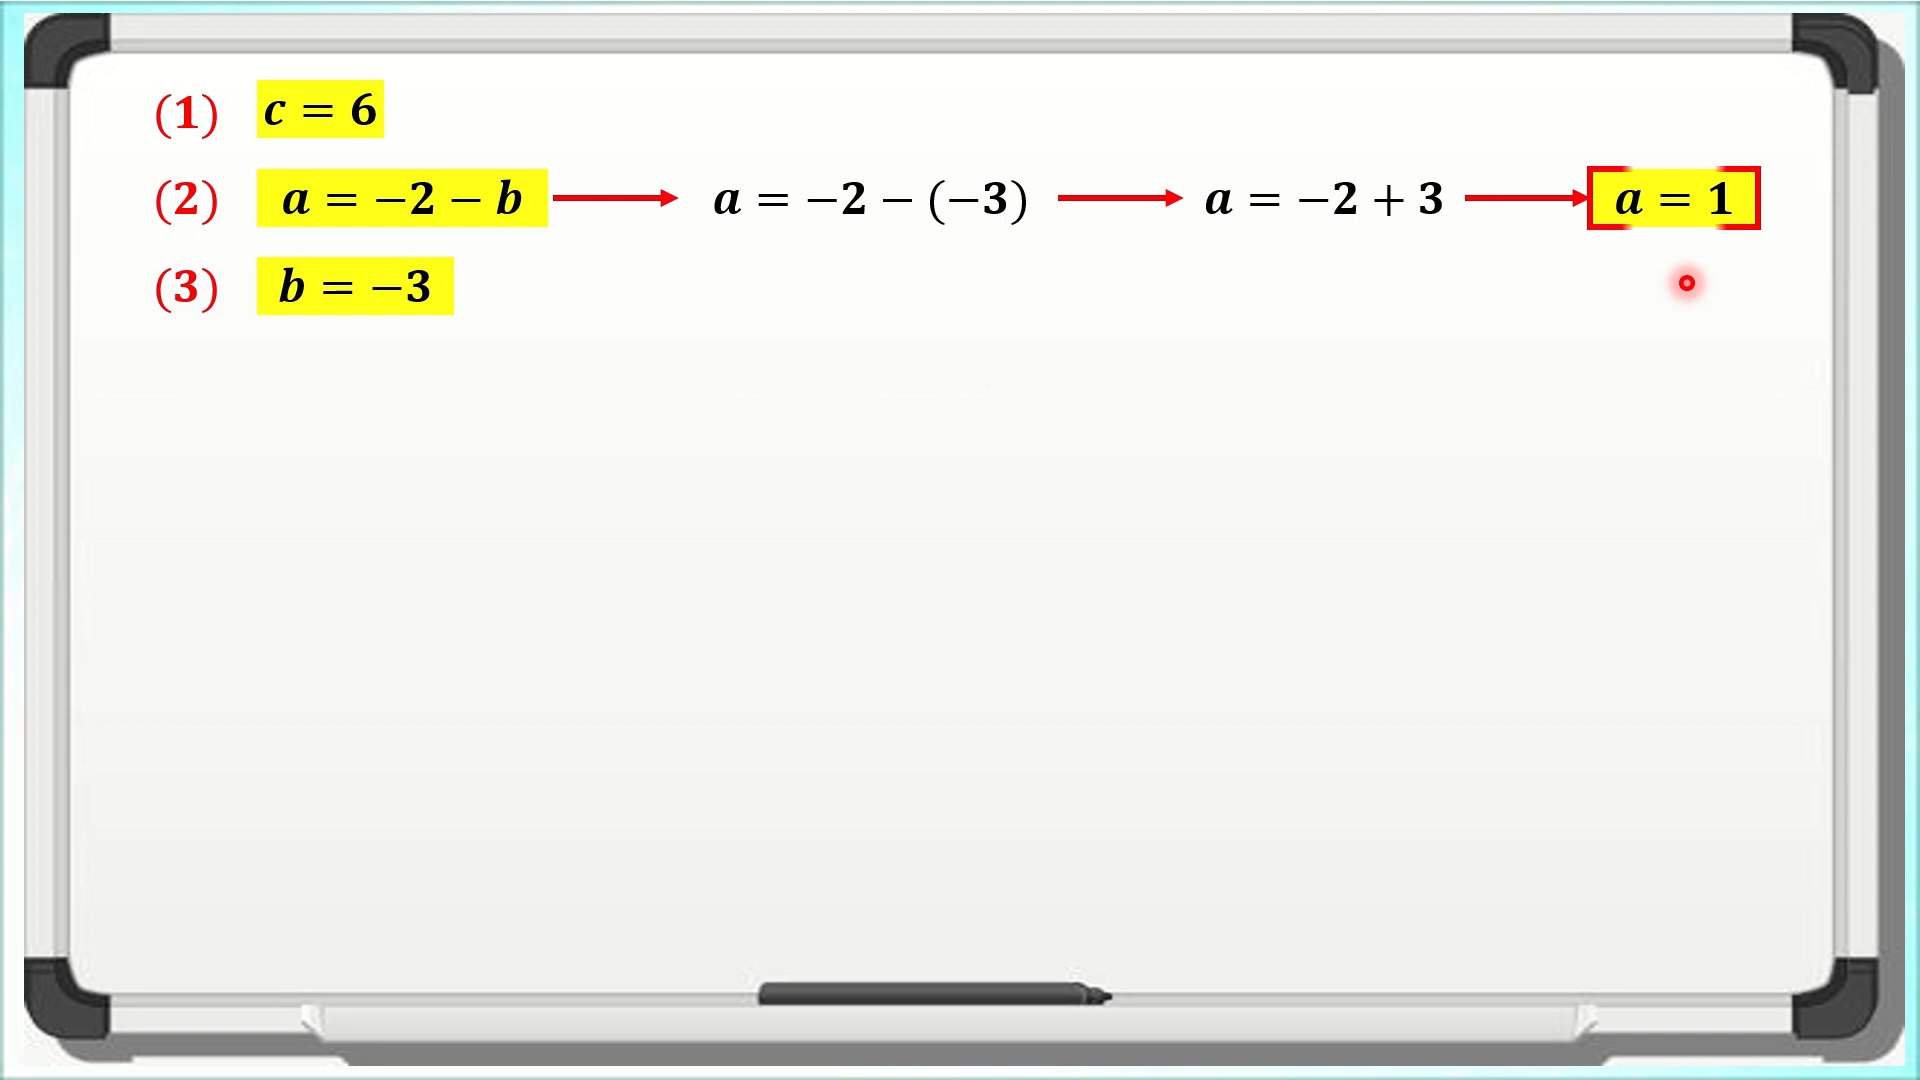 (1) c = 6
(2) a = −2 − b a = −2 − (−3) a = −2 + 3 a = 1
(3) b = −3